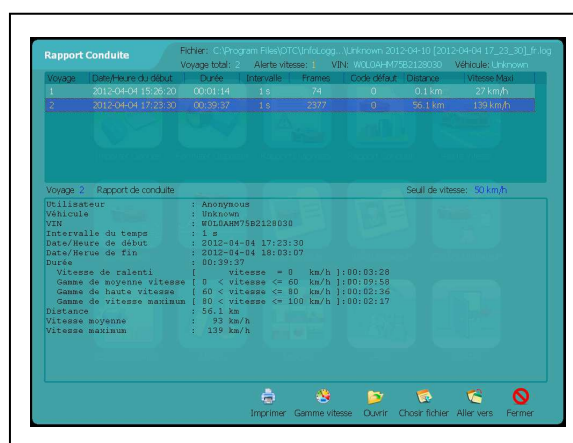 Rapport Conduite
Fichier: C:\Program Files\OTC\InfoLogg...\Unknown 2012-04-10 [2012-04-04 17_23_30]_fr.log
Voyage total: 2 Alerte vitesse: 1 VIN: W0L0AHM75B2128030 Véhicule: Unknown
Voyage Date/Heure du début Durée Intervalle Frames Code défaut Distance Vitesse Maxi
1 2012-04-04 15:26:20 00:01:14 1 s 74 0 0.1 km 27 km/h
2 2012-04-04 17:23:30 00:39:37 1 s 2377 0 56.1 km 139 km/h
Voyage 2 Rapport de conduite Seuil de vitesse: 50 km/h
Utilisateur : Anonymous
Véhicule : Unknown
VIN : W0L0AHM75B2128030
Intervalle du temps : 1 s
Date/Heure de début : 2012-04-04 17:23:30
Date/Herue de fin : 2012-04-04 18:03:07
Durée : 00:39:37
Vitesse de ralenti [ vitesse = 0 km/h ]:00:03:28
Gamme de moyenne vitesse [ 0 < vitesse <= 60 km/h ]:00:09:58
Gamme de haute vitesse [ 60 < vitesse <= 80 km/h ]:00:02:36
Gamme de vitesse maximum [ 80 < vitesse <= 100 km/h ]:00:02:17
Distance : 56.1 km
Vitesse moyenne : 93 km/h
Vitesse maximum : 139 km/h
Imprimer Gamme vitesse Ouvrir Chosir fichier Aller vers Fermer